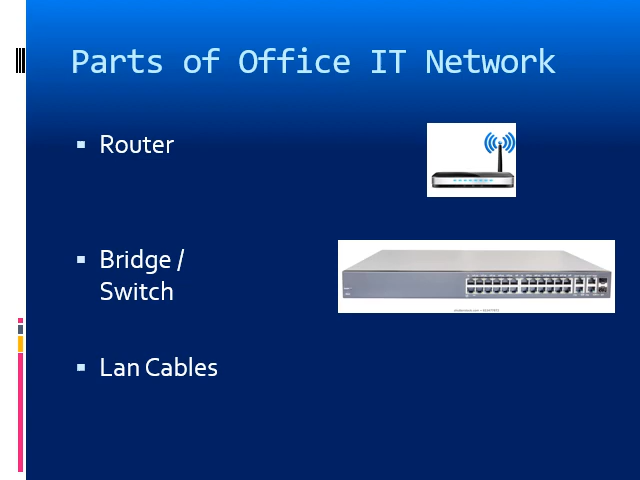 Parts of Office IT Network
Router
Bridge /
Switch
Lan Cables